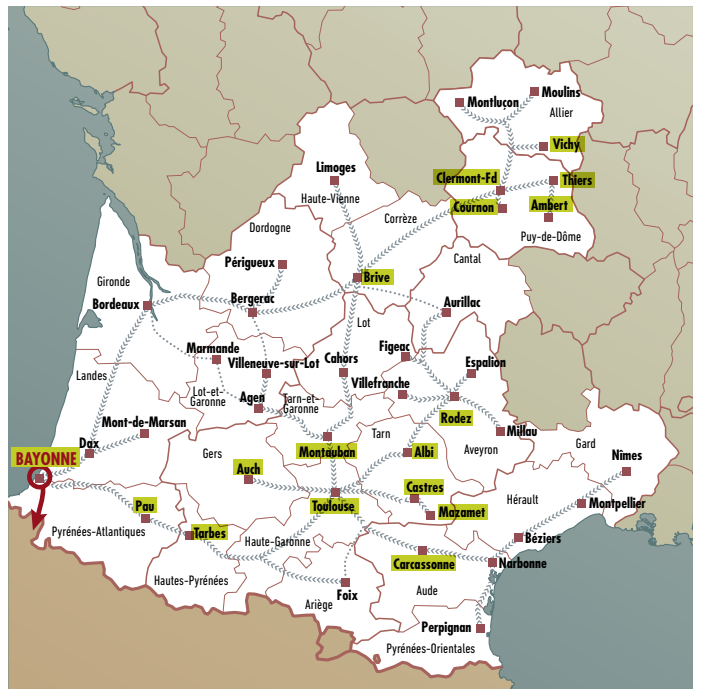 Moulins
Montluçon
Allier
Vichy
Limoges
Clermont-Fd
Thiers
Haute-Vienne
Cournon
Ambert
Corrèze
Dordogne
Puy-de-Dôme
Périgueux
Cantal
Gironde
Brive
Bordeaux
Bergerac
Aurillac
Lot
Marmande
Figeac
Villeneuve-sur-Lot
Cahors
Espalion
Landes
Villefranche
Lot-et-
Garonne
Agen
Tarn-et-
Garonne
Rodez
Mont-de-Marsan
Tarn
Millau
Dax
Aveyron
Gard
Montauban
Albi
Gers
BAYONNE
Nîmes
Auch
Castres
Hérault
Pau
Toulouse
Mazamet
Montpellier
Pyrénées-Atlantiques
Tarbes
Haute-Garonne
Béziers
Carcassonne
Narbonne
Hautes-Pyrénées
Foix
Aude
Ariège
Perpignan
Pyrénées-Orientales